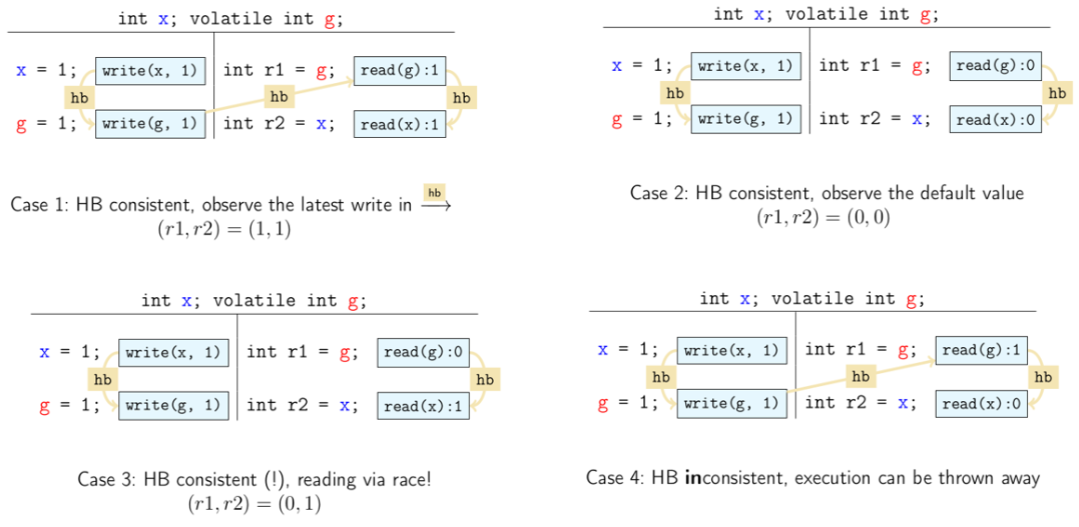 int x; volatile int g;
x = 1; write(x, 1) int r1 = g; read(g):1
hb hb hb
g = 1; write(g, 1) int r2 = x; read(x):1
Case 1: HB consistent, observe the latest write in hb⟶
(r1, r2) = (1, 1)
int x; volatile int g;
x = 1; write(x, 1) int r1 = g; read(g):0
hb hb
g = 1; write(g, 1) int r2 = x; read(x):0
Case 2: HB consistent, observe the default value
(r1, r2) = (0, 0)
int x; volatile int g;
x = 1; write(x, 1) int r1 = g; read(g):0
hb hb
g = 1; write(g, 1) int r2 = x; read(x):1
Case 3: HB consistent (!), reading via race!
(r1, r2) = (0, 1)
int x; volatile int g;
x = 1; write(x, 1) int r1 = g; read(g):1
hb hb hb
g = 1; write(g, 1) int r2 = x; read(x):0
Case 4: HB inconsistent, execution can be thrown away